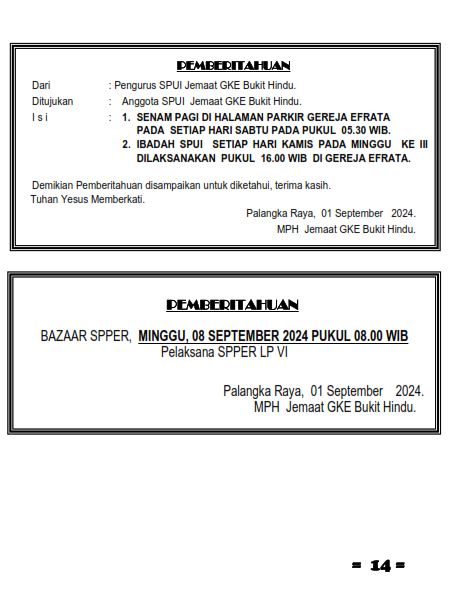 PEMBERITAHUAN
Dari : Pengurus SPUI Jemaat GKE Bukit Hindu.
Ditujukan : Anggota SPUI Jemaat GKE Bukit Hindu.
I s i : 1. SENAM PAGI DI HALAMAN PARKIR GEREJA EFRATA
PADA SETIAP HARI SABTU PADA PUKUL 05.30 WIB.
2. IBADAH SPUI SETIAP HARI KAMIS PADA MINGGU KE III
DILAKSANAKAN PUKUL 16.00 WIB DI GEREJA EFRATA.
Demikian Pemberitahuan disampaikan untuk diketahui, terima kasih.
Tuhan Yesus Memberkati.
Palangka Raya, 01 September 2024.
MPH Jemaat GKE Bukit Hindu.
PEMBERITAHUAN
BAZAAR SPPER, MINGGU, 08 SEPTEMBER 2024 PUKUL 08.00 WIB
Pelaksana SPPER LP VI
Palangka Raya, 01 September 2024.
MPH Jemaat GKE Bukit Hindu.
= 14 =